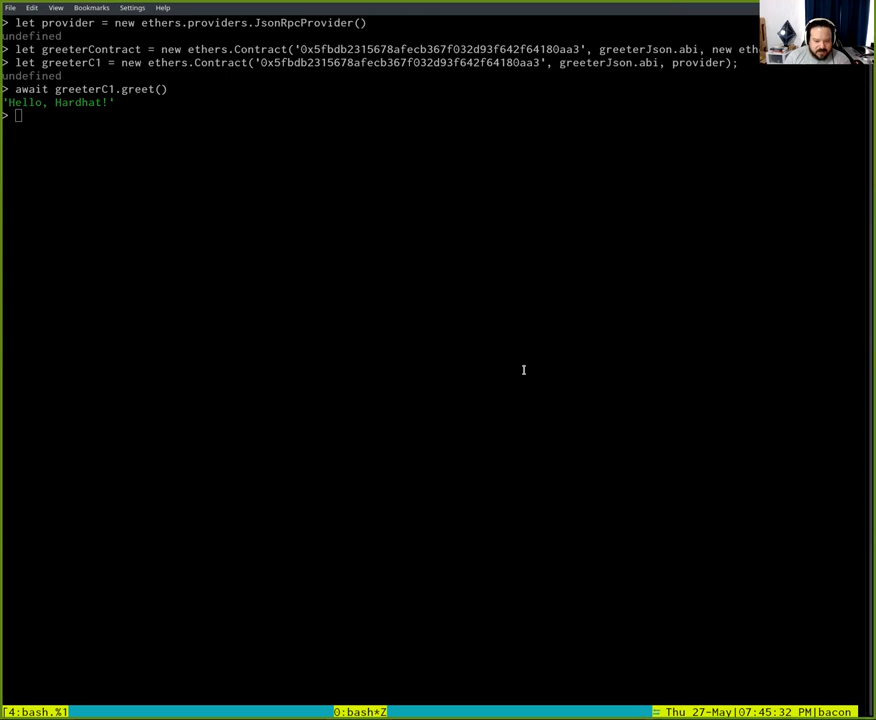 File Edit View Bookmarks Settings Help
> let provider = new ethers.providers.JsonRpcProvider()
undefined
> let greeterContract = new ethers.Contract('0x5fbdb2315678afecb367f032d93f642f64180aa3', greeterJson.abi, new eth
> let greeterC1 = new ethers.Contract('0x5fbdb2315678afecb367f032d93f642f64180aa3', greeterJson.abi, provider);
undefined
> await greeterC1.greet()
'Hello, Hardhat!'
>
[4:bash.%1 0:bash*Z = Thu 27-May|07:45:32 PM|bacon